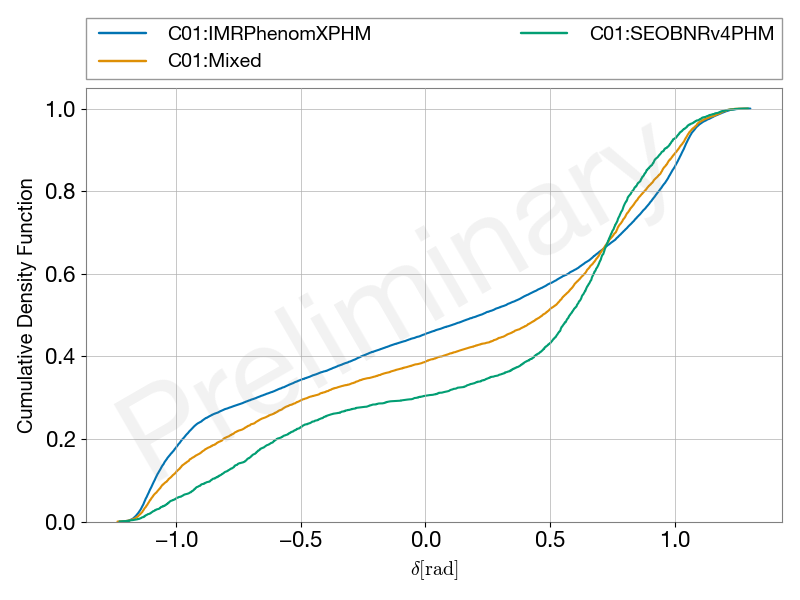 C01:IMRPhenomXPHM
C01:Mixed
C01:SEOBNRv4PHM
Preliminary
Cumulative Density Function
1.0
0.8
0.6
0.4
0.2
0.0
−1.0 −0.5 0.0 0.5 1.0
δ[rad]